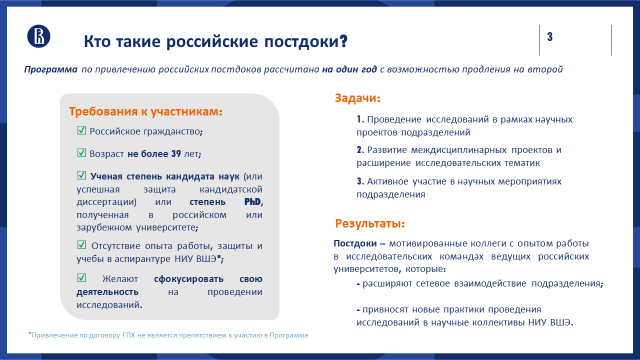 Кто такие российские постдоки?
3
Программа по привлечению российских постдоков рассчитана на один год с возможностью продления на второй
Требования к участникам:
☑ Российское гражданство;
☑ Возраст не более 39 лет;
☑ Ученая степень кандидата наук (или
успешная защита кандидатской
диссертации) или степень PhD,
полученная в российском или
зарубежном университете;
☑ Отсутствие опыта работы, защиты и
учебы в аспирантуре НИУ ВШЭ*;
☑ Желают сфокусировать свою
деятельность на проведении
исследований.
*Привлечение по договору ГПХ не является препятствием к участию в Программе
Задачи:
1. Проведение исследований в рамках научных
проектов подразделений
2. Развитие междисциплинарных проектов и
расширение исследовательских тематик
3. Активное участие в научных мероприятиях
подразделения
Результаты:
Постдоки – мотивированные коллеги с опытом работы
в исследовательских командах ведущих российских
университетов, которые:
- расширяют сетевое взаимодействие подразделения;
- привносят новые практики проведения
исследований в научные коллективы НИУ ВШЭ.